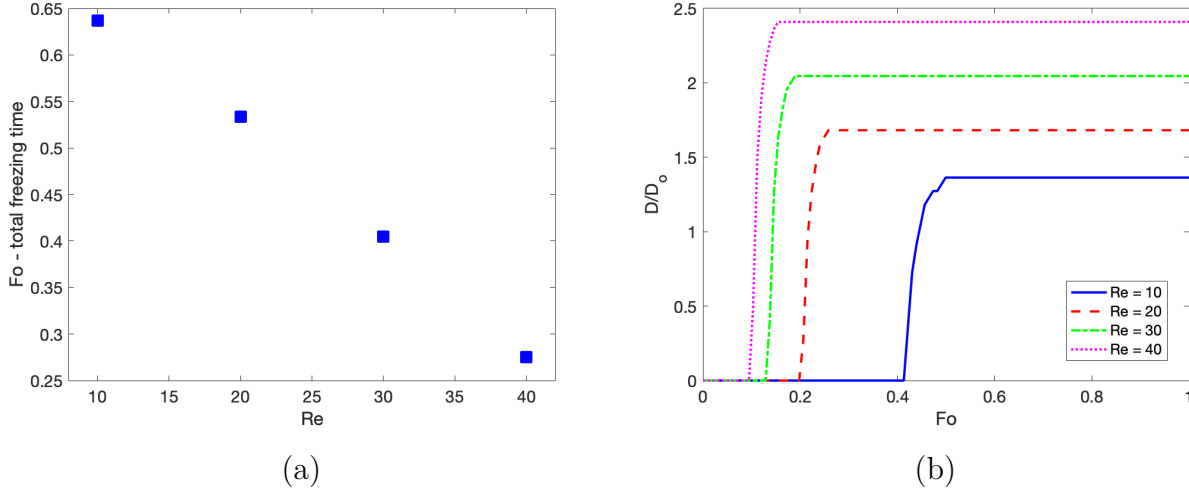 0.65
0.6
0.55
0.5
0.45
0.4
0.35
0.3
0.25
Fo - total freezing time
10
15
20
25
30
35
40
Re
(a)
2.5
2
1.5
1
0.5
0
D/D_o
0
0.2
0.4
0.6
0.8
1
Fo
Re = 10
Re = 20
Re = 30
Re = 40
(b)